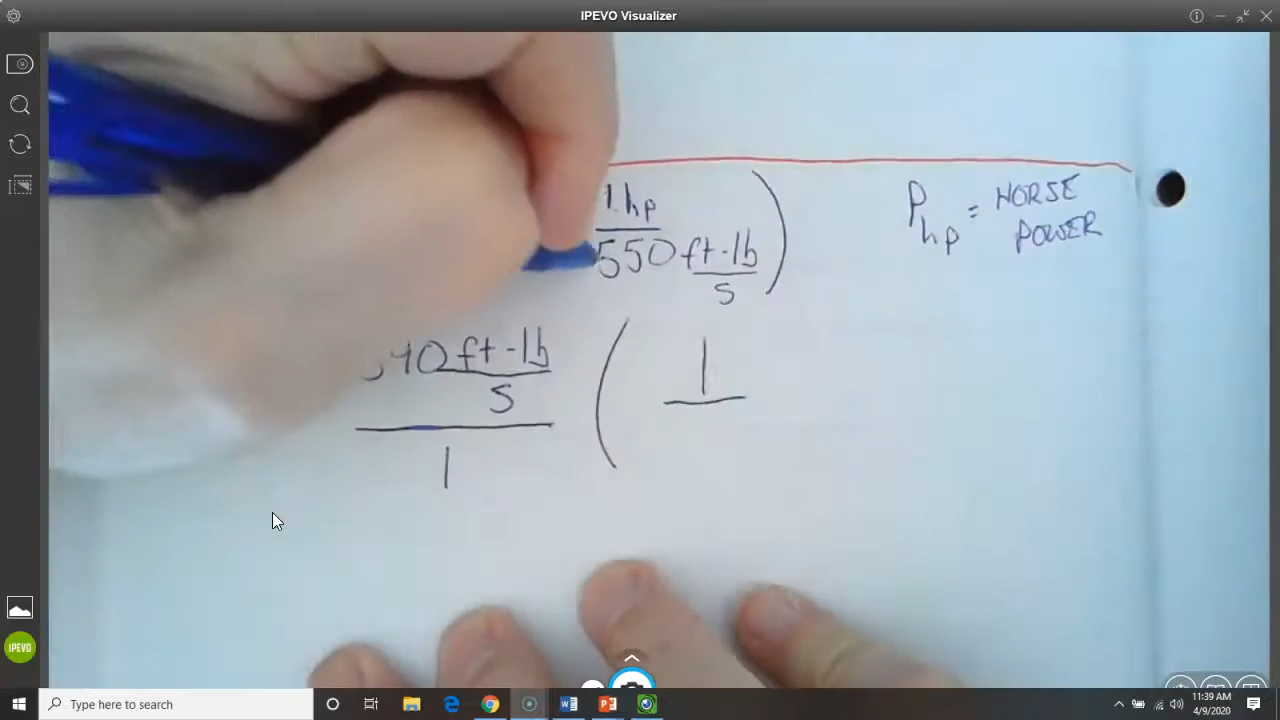 IPEVO Visualizer
1 hp
550 ft-lb
s
P hp = HORSE
POWER
40 ft-lb
s
1
1
IPEVO
Type here to search
11:39 AM
4/9/2020